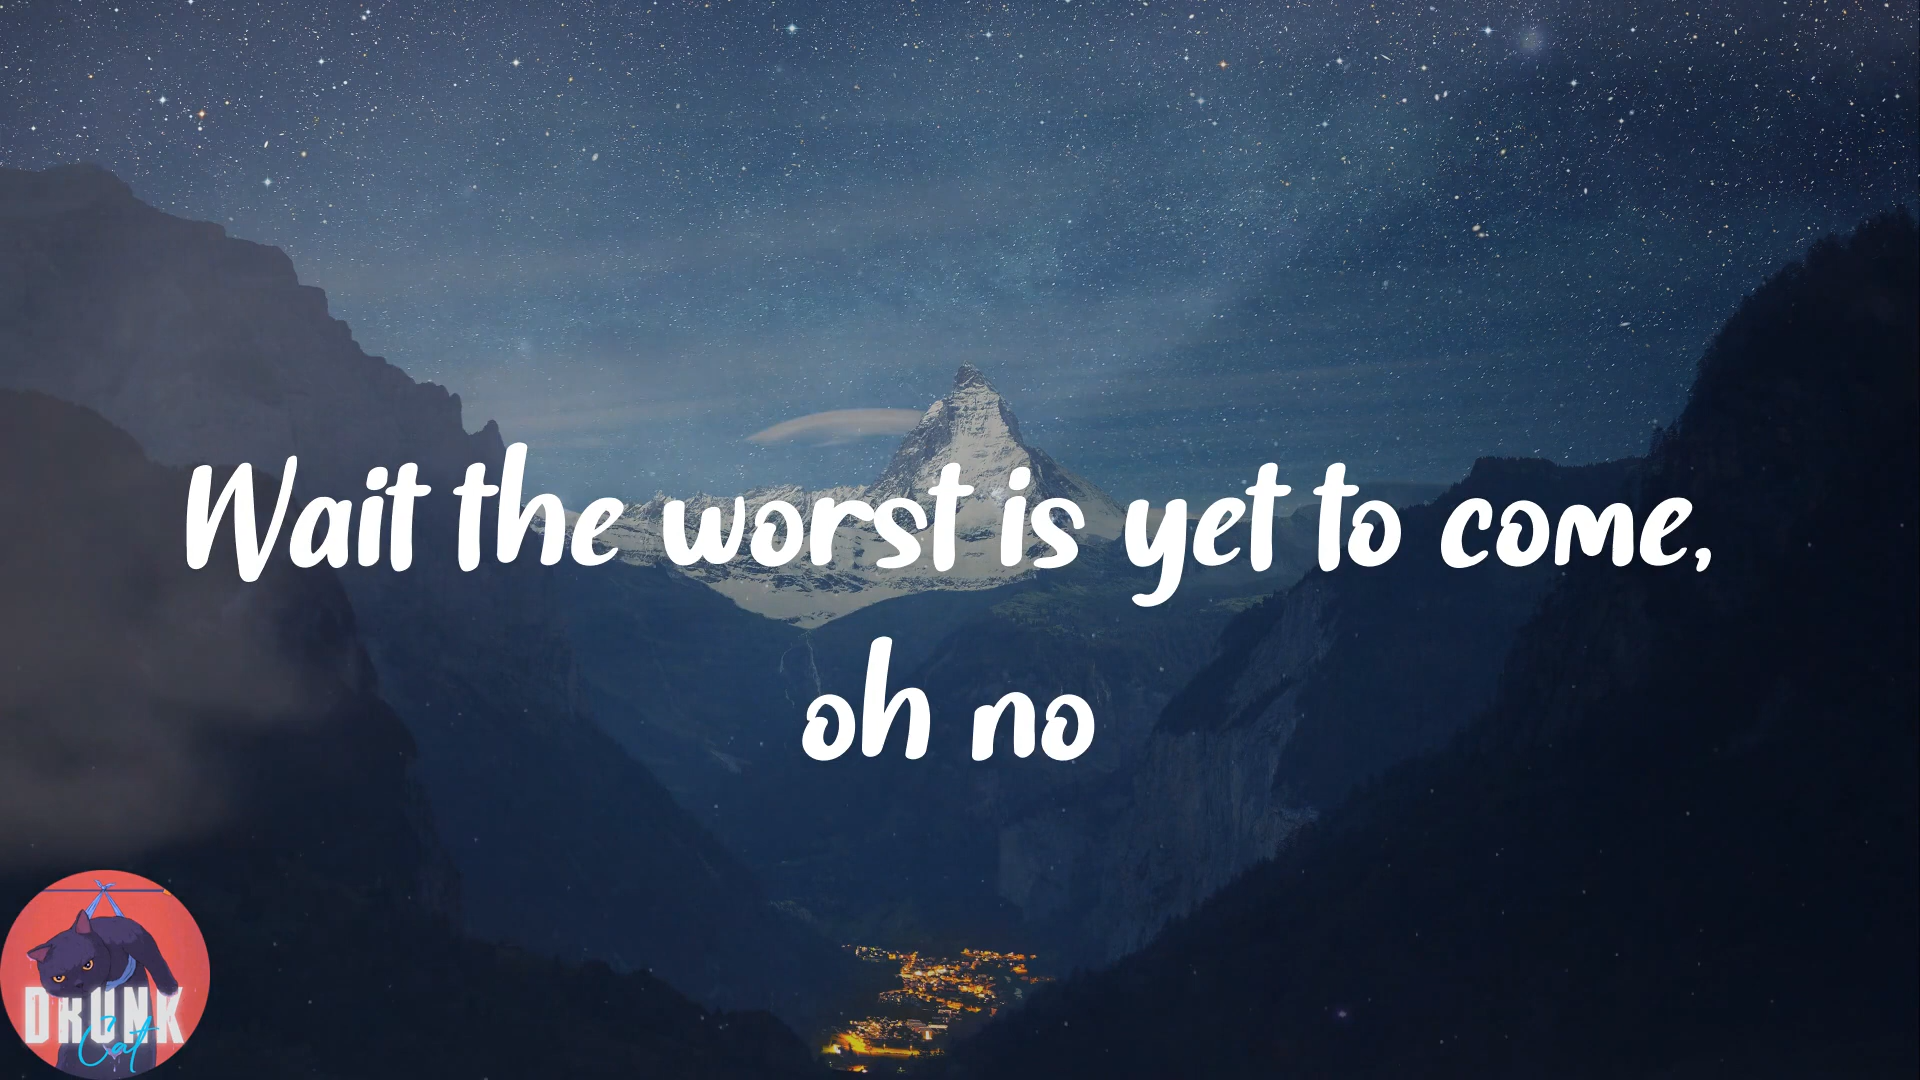 Wait the worst is yet to come,
oh no
DRUNK
Cat